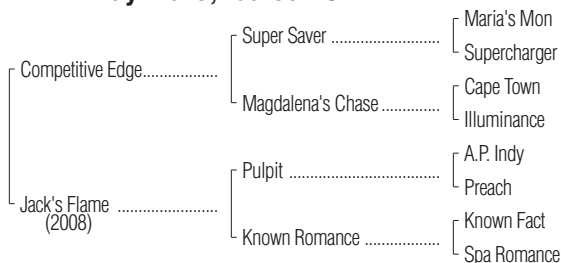 Maria's Mon
Super Saver ..........................
Supercharger
Competitive Edge..................
Cape Town
Magdalena's Chase ..............
Illuminance
A.P. Indy
Pulpit ....................................
Preach
Jack's Flame ........................
(2008)
Known Fact
Known Romance ..................
Spa Romance